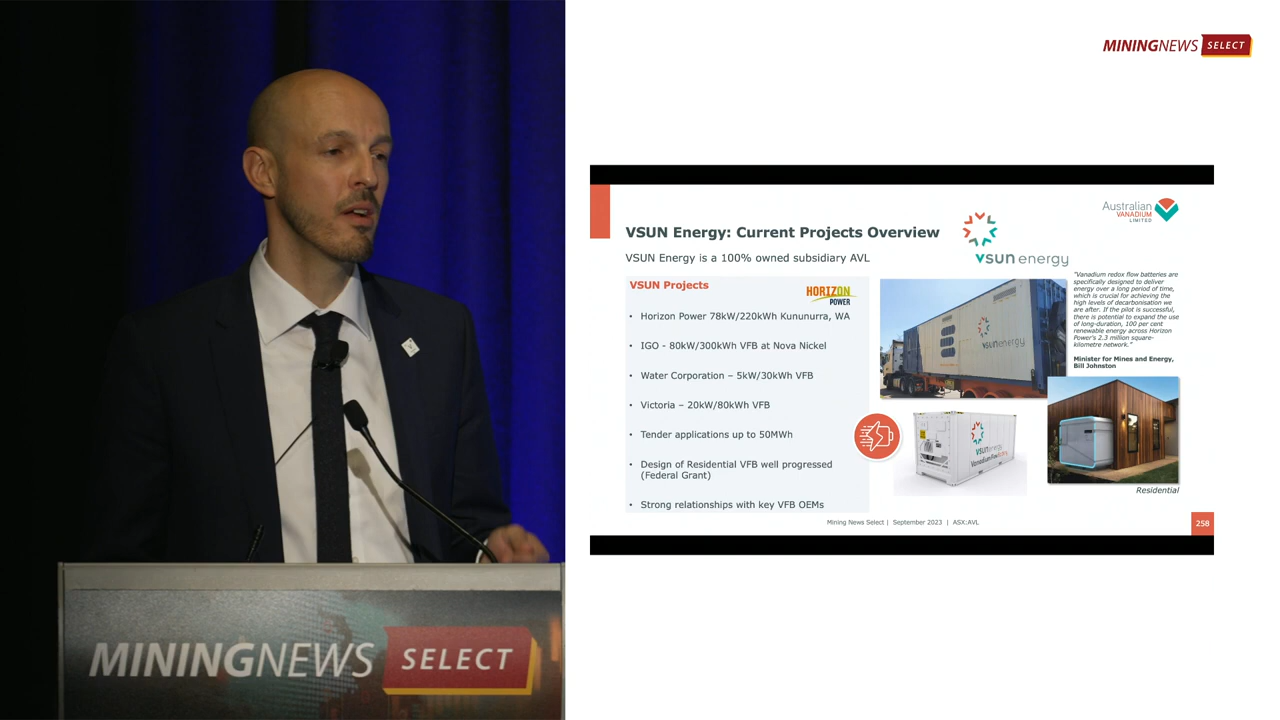 MININGNEWS SELECT
Australian
VANADIUM
LIMITED
VSUN Energy: Current Projects Overview
vsun energy
VSUN Energy is a 100% owned subsidiary AVL
VSUN Projects
HORIZON
POWER
• Horizon Power 78kW/220kWh Kununurra, WA
• IGO - 80kW/300kWh VFB at Nova Nickel
• Water Corporation – 5kW/30kWh VFB
• Victoria – 20kW/80kWh VFB
• Tender applications up to 50MWh
• Design of Residential VFB well progressed
(Federal Grant)
• Strong relationships with key VFB OEMs
vsun energy
"Vanadium redox flow batteries are
specifically designed to deliver
energy over a long period of time,
which is crucial for achieving the
high levels of decarbonisation we
are after. If the pilot is successful,
there is potential to expand the use
of long-duration, 100 per cent
renewable energy across Horizon
Power's 2.3 million square-
kilometre network."
Minister for Mines and Energy,
Bill Johnston
Residential
Mining News Select | September 2023 | ASX:AVL
258
MININGNEWS SELECT